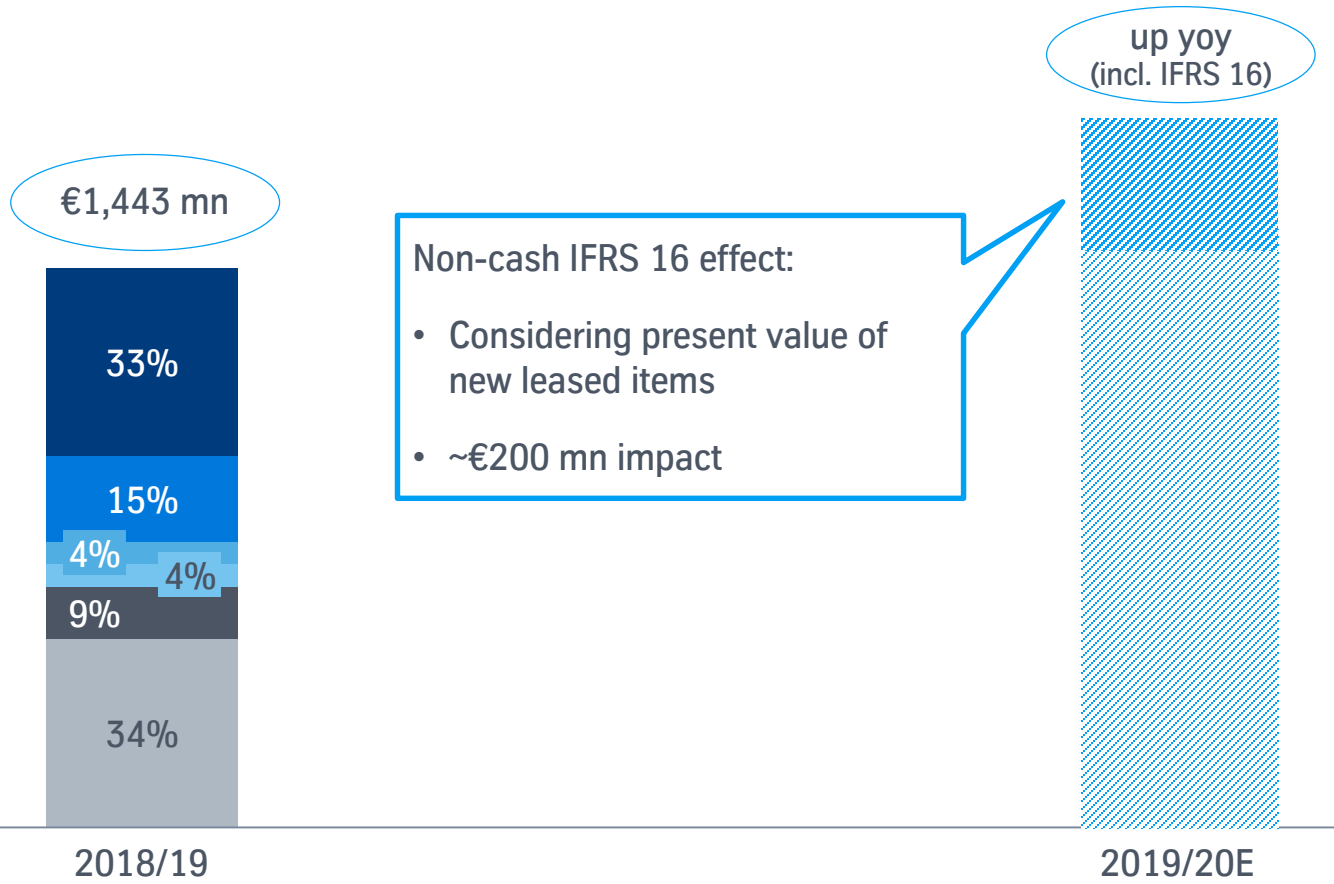 up yoy
(incl. IFRS 16)
€1,443 mn
Non-cash IFRS 16 effect:
• Considering present value of
new leased items
• ~€200 mn impact
33%
15%
4%
4%
9%
34%
2018/19
2019/20E